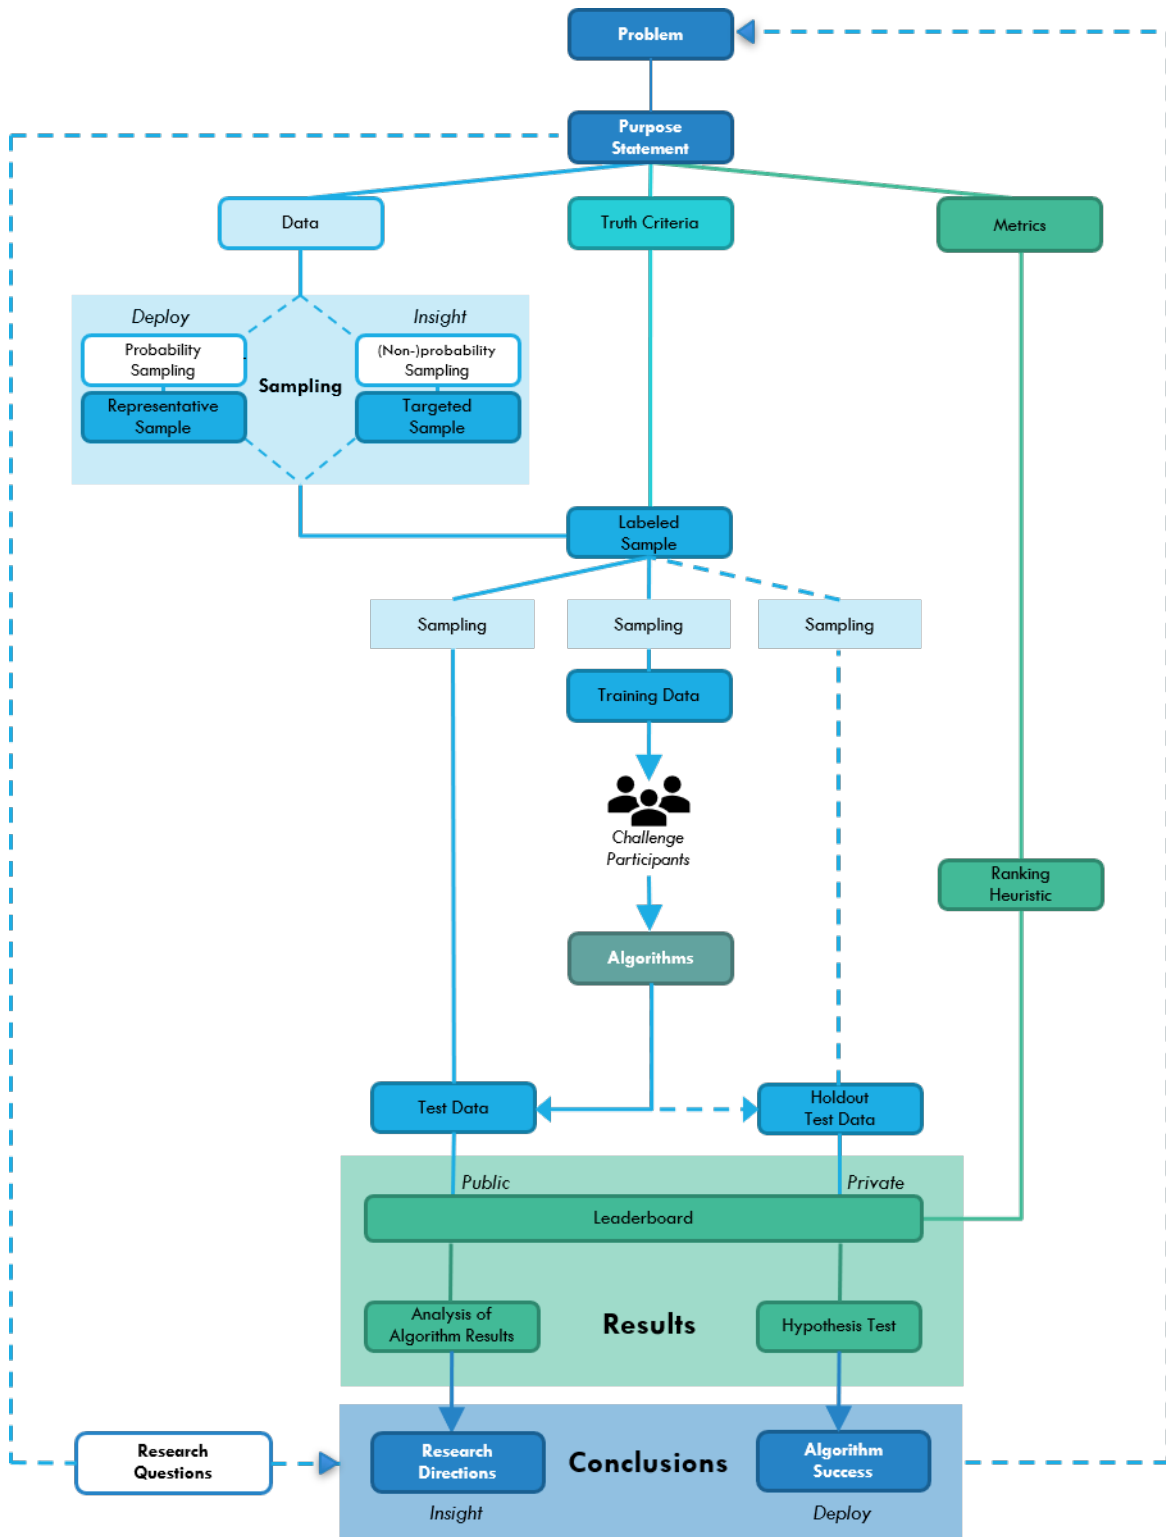 Problem
Purpose
Statement
Data
Truth Criteria
Metrics
Deploy
Insight
Probability
Sampling
(Non-)probability
Sampling
Sampling
Representative
Sample
Targeted
Sample
Labeled
Sample
Sampling
Sampling
Sampling
Training Data
Challenge
Participants
Ranking
Heuristic
Algorithms
Test Data
Holdout
Test Data
Public
Private
Leaderboard
Analysis of
Algorithm Results
Results
Hypothesis Test
Research
Questions
Research
Directions
Conclusions
Algorithm
Success
Insight
Deploy